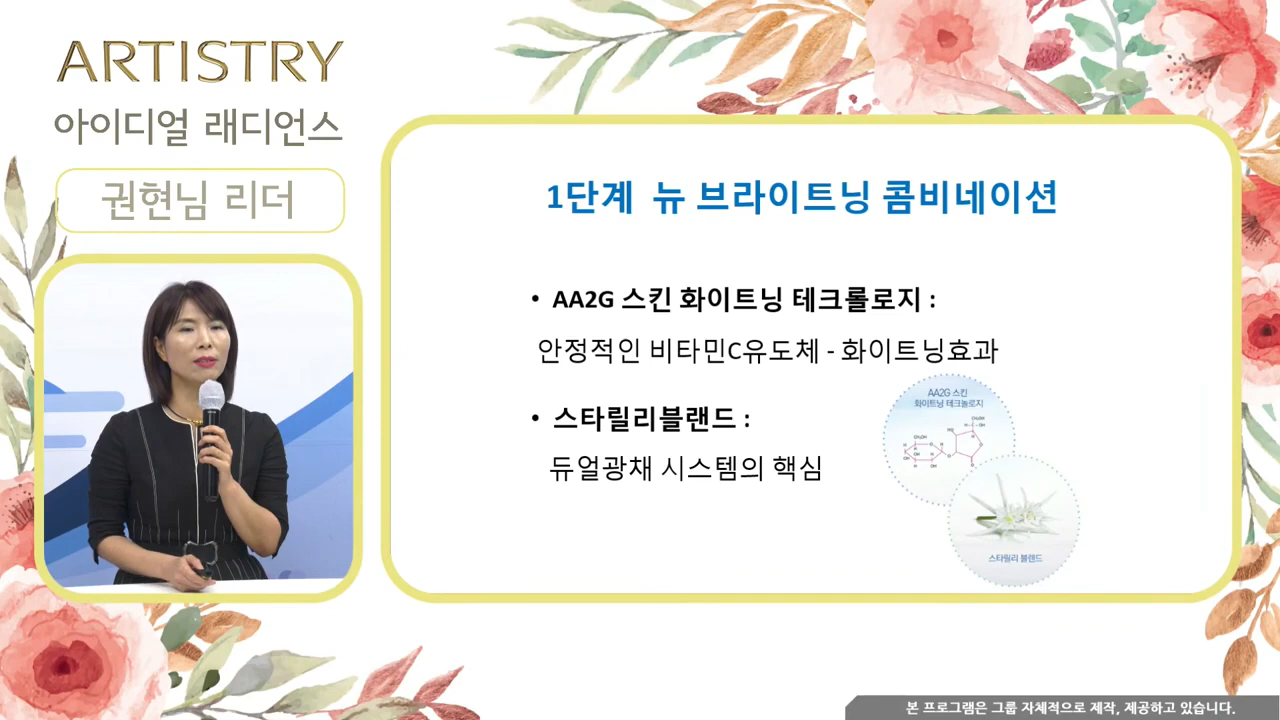 ARTISTRY
아이디얼 래디언스
권현님 리더
1단계 뉴 브라이트닝 콤비네이션
• AA2G 스킨 화이트닝 테크롤로지 :
안정적인 비타민C유도체 - 화이트닝효과
• 스타릴리블랜드 :
듀얼광채 시스템의 핵심
AA2G 스킨
화이트닝 테크놀로지
스타릴리 블랜드
본 프로그램은 그룹 자체적으로 제작, 제공하고 있습니다.